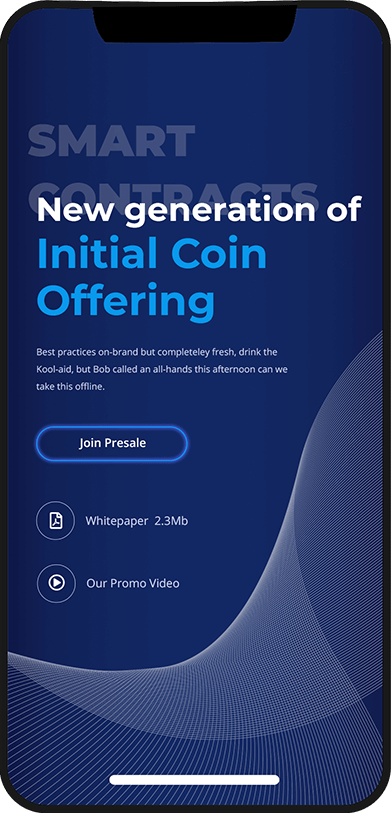 SMART
CONTRACTS
New generation of
Initial Coin
Offering
Best practices on-brand but completeley fresh, drink the
Kool-aid, but Bob called an all-hands this afternoon can we
take this offline.
Join Presale
Whitepaper 2.3Mb
Our Promo Video